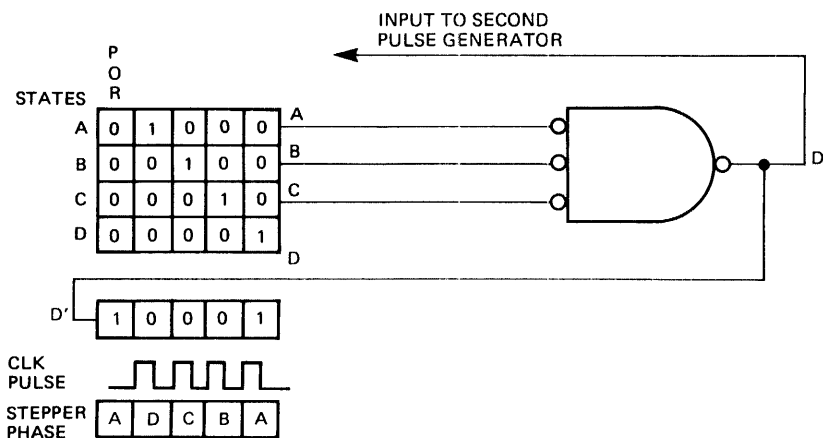 INPUT TO SECOND
PULSE GENERATOR
P
O
R
STATES
A 0 1 0 0 0 A
B 0 0 1 0 0 B
C 0 0 0 1 0 C
D 0 0 0 0 1 D
D
D' 1 0 0 0 1
CLK
PULSE
STEPPER
PHASE
A D C B A